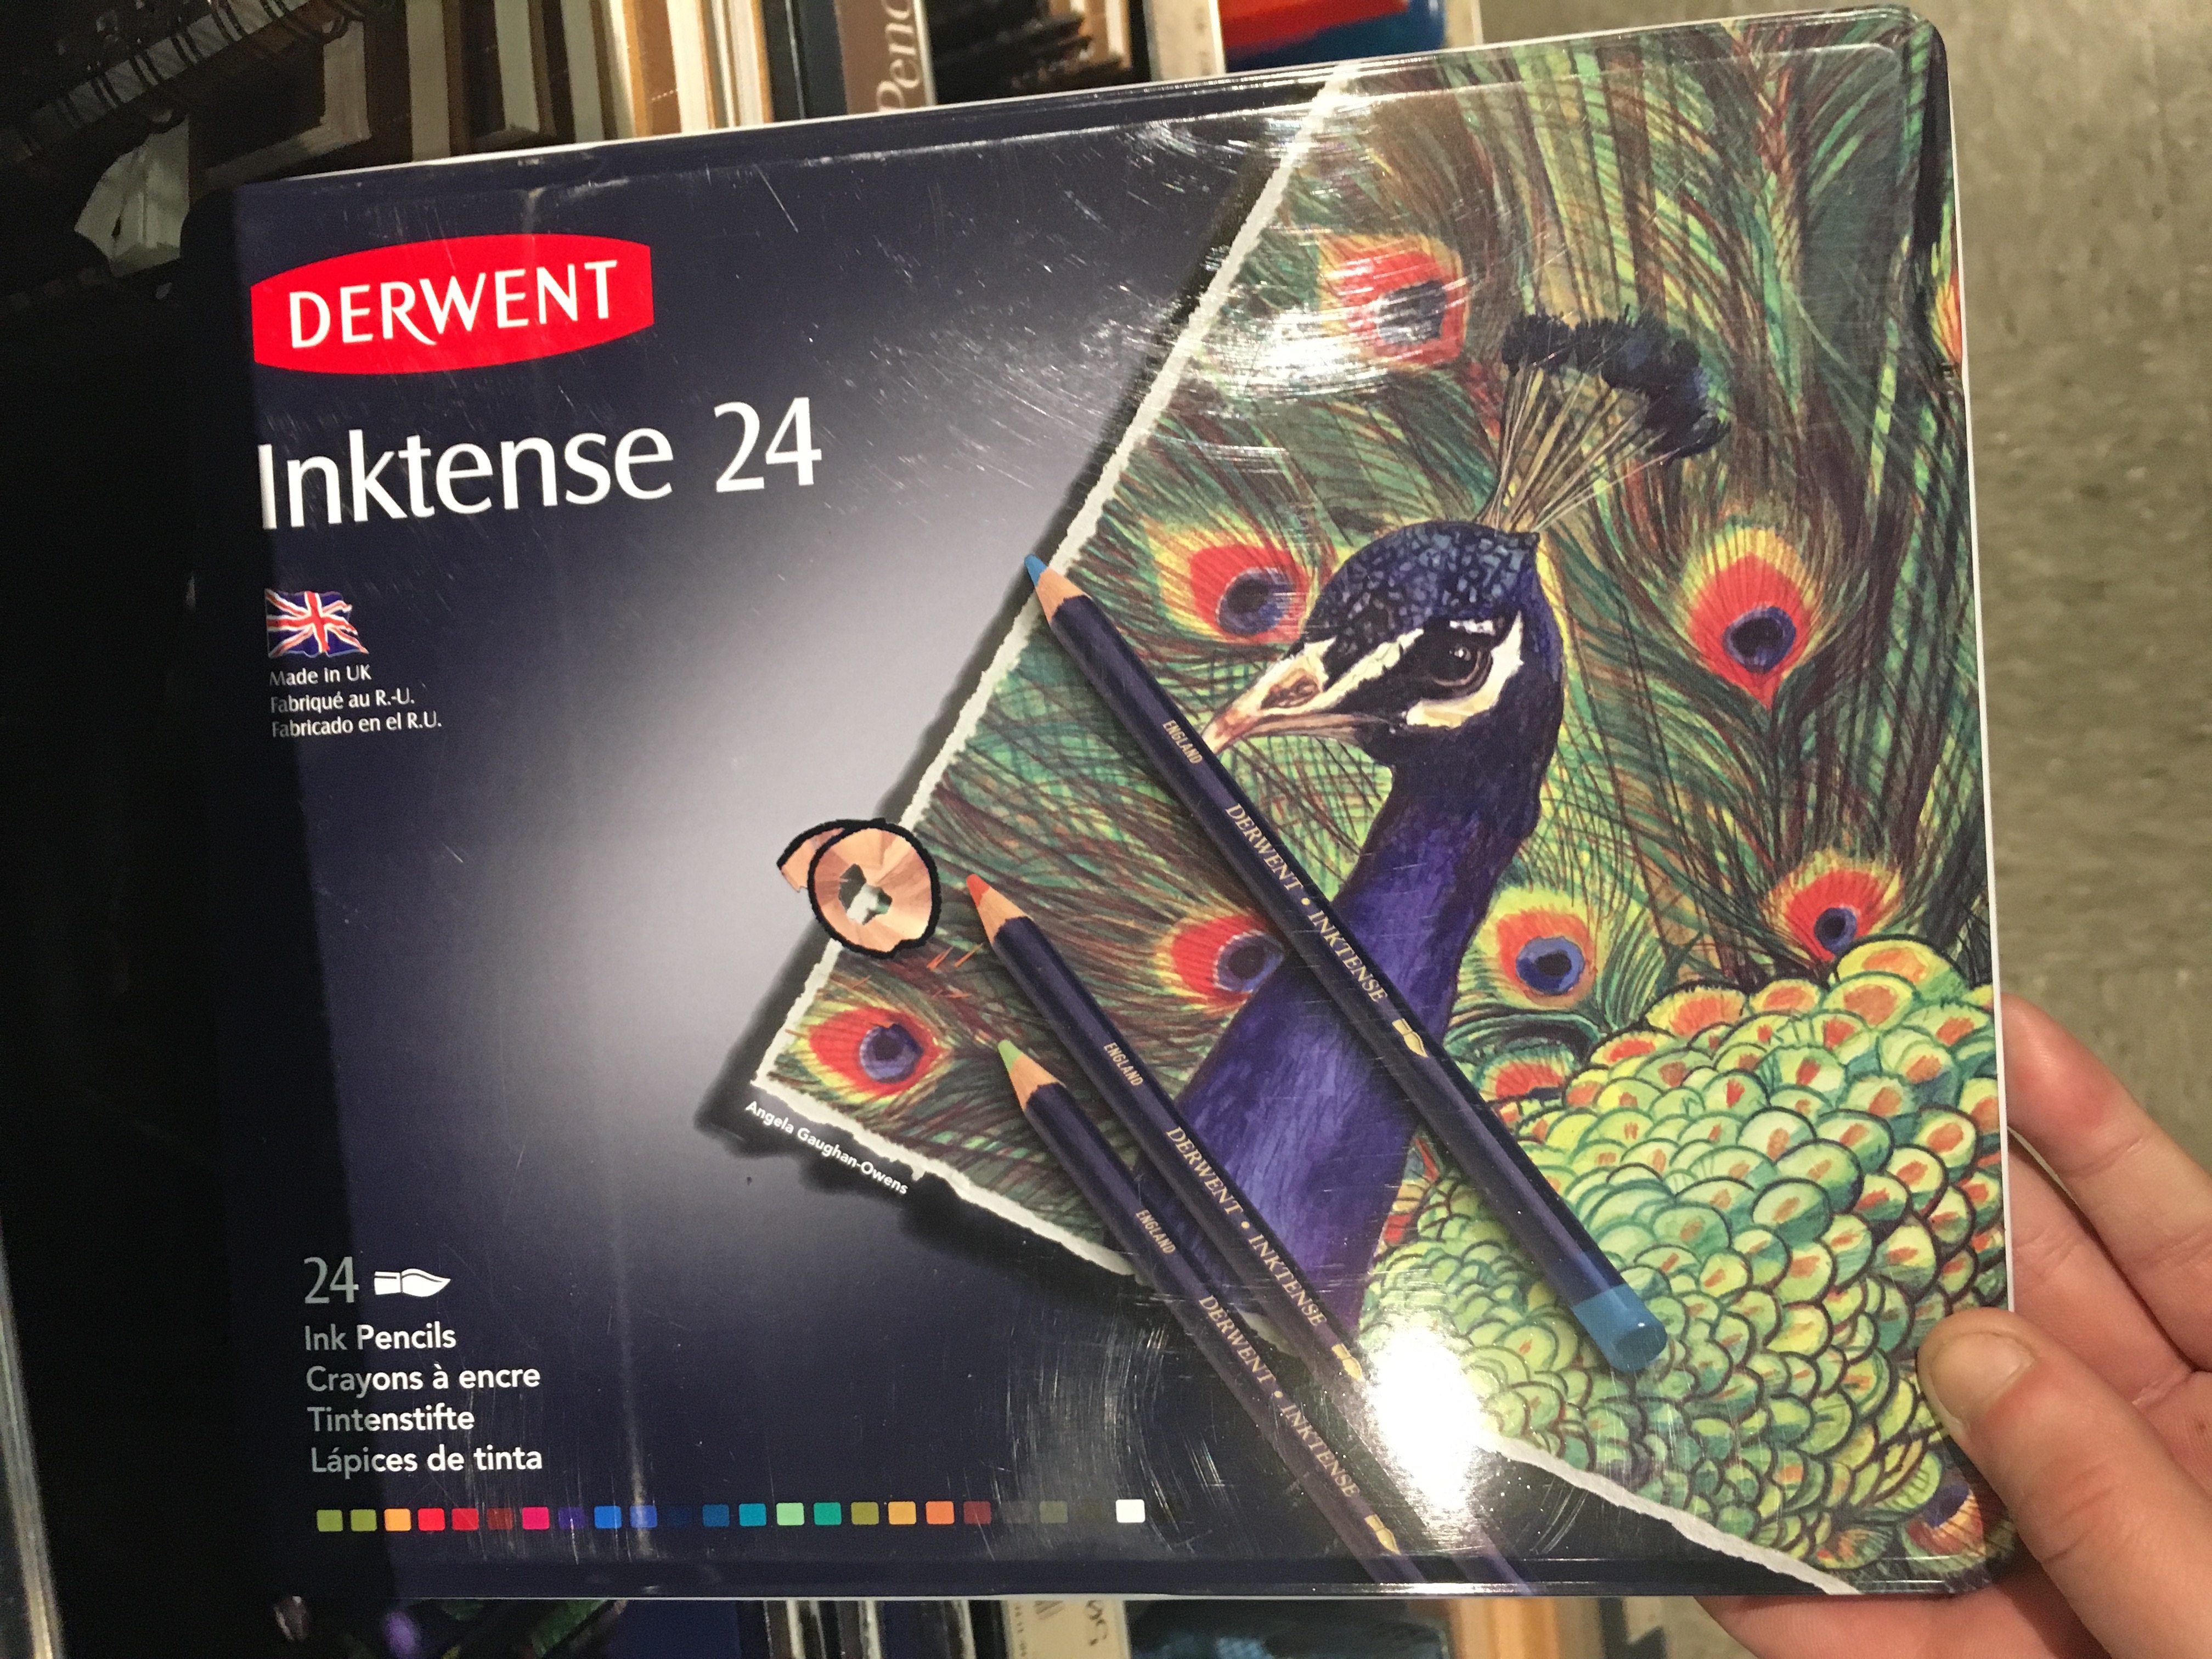 Penc
DERWENT
Inktense 24
Made in UK
Fabriqué au R.-U.
Fabricado en el R.U.
ENGLAND DERWENT • INKTENSE
ENGLAND DERWENT • INKTENSE
ENGLAND DERWENT • INKTENSE
Angela Gaughan-Owens
24
Ink Pencils
Crayons à encre
Tintenstifte
Lápices de tinta